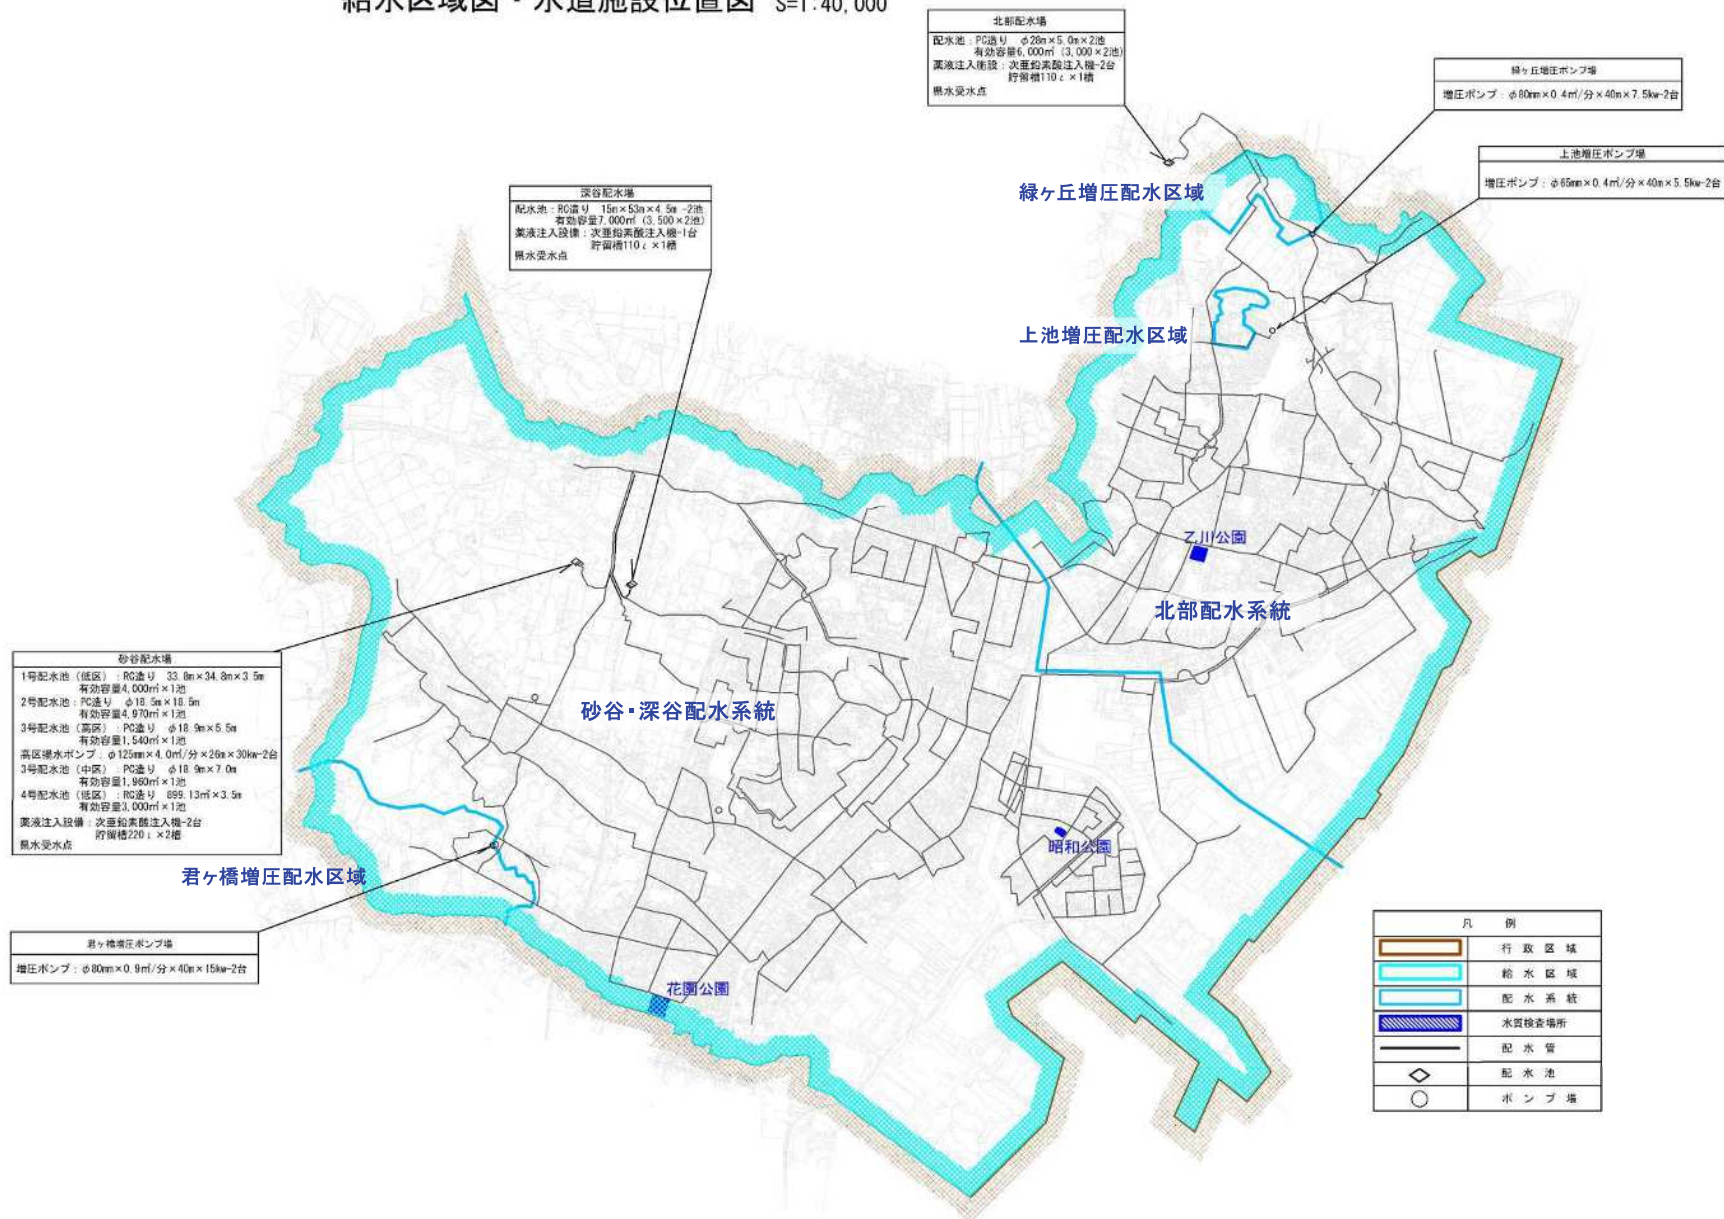 給水区域図・水道施設位置図 S=1:40,000
北部配水場
配水池：PC造り φ28m×5.0m×2池
有効容量6,000㎥（3,000×2池）
薬液注入施設：次亜鉛素酸注入機-2台
貯留槽110ℓ×1槽
県水受水点
緑ヶ丘増圧ポンプ場
増圧ポンプ：φ80mm×0.4㎥/分×40m×7.5kw-2台
上池増圧ポンプ場
増圧ポンプ：φ65mm×0.4㎥/分×40m×5.5kw-2台
深谷配水場
配水池：RC造り 15m×53m×4.5m -2池
有効容量7,000㎥（3,500×2池）
薬液注入設備：次亜鉛素酸注入機-1台
貯留槽110ℓ×1槽
県水受水点
緑ヶ丘増圧配水区域
上池増圧配水区域
乙川公園
北部配水系統
砂谷配水場
1号配水池（低区）：RC造り 33.8m×34.8m×3.5m
有効容量4,000㎥×1池
2号配水池：PC造り φ18.5m×18.5m
有効容量4,970㎥×1池
3号配水池（高区）：PC造り φ18.9m×5.5m
有効容量1,540㎥×1池
高区揚水ポンプ：φ125mm×4.0㎥/分×26m×30kw-2台
3号配水池（中区）：PC造り φ18.9m×7.0m
有効容量1,960㎥×1池
4号配水池（低区）：RC造り 899.13㎡×3.5m
有効容量3,000㎥×1池
薬液注入設備：次亜鉛素酸注入機-2台
貯留槽220ℓ×2槽
県水受水点
砂谷・深谷配水系統
昭和公園
君ヶ橋増圧配水区域
君ヶ橋増圧ポンプ場
増圧ポンプ：φ80mm×0.9㎥/分×40m×15kw-2台
花園公園
凡例
行政区域
給水区域
配水系統
水質検査場所
配水管
配水池
ポンプ場